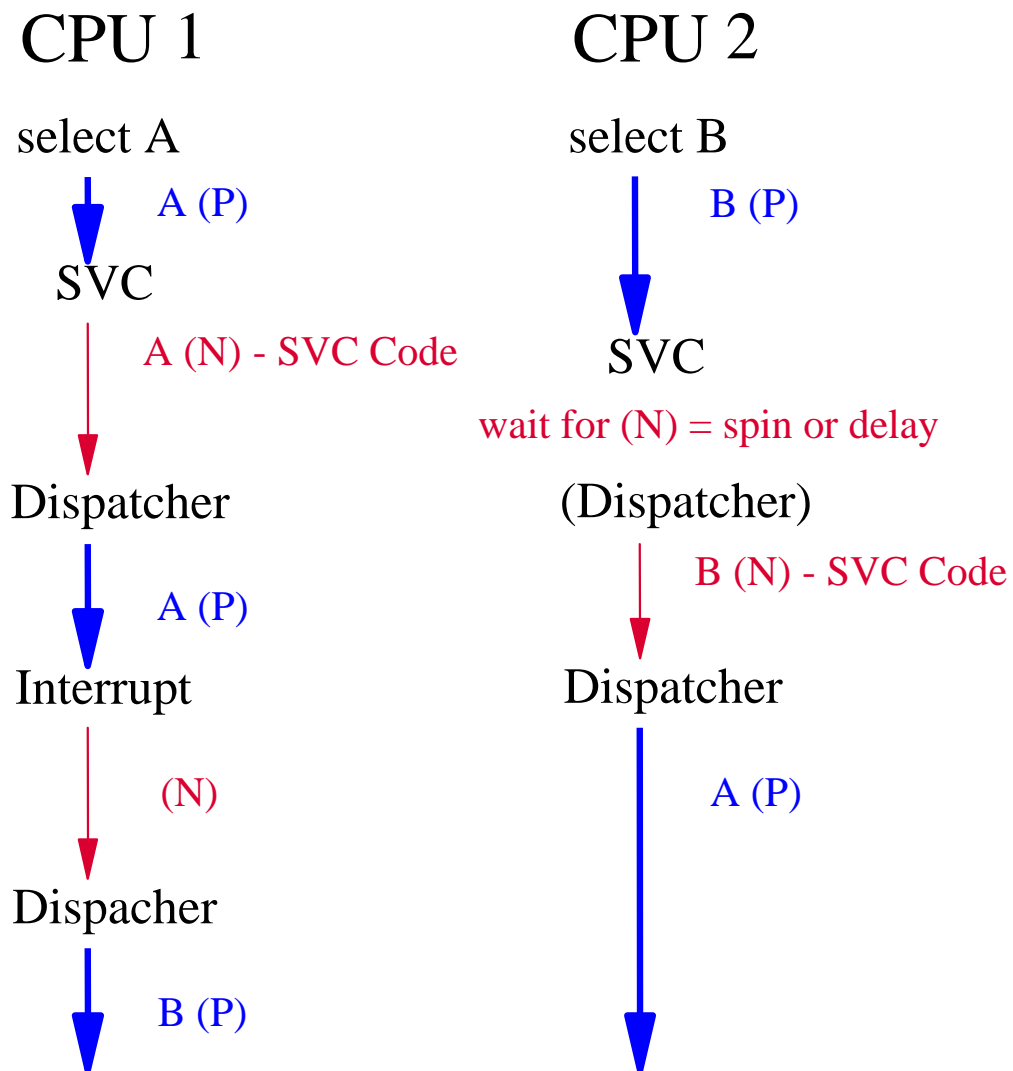 CPU 1
select A
A (P)
SVC
A (N) - SVC Code
Dispatcher
A (P)
Interrupt
(N)
Dispacher
B (P)
CPU 2
select B
B (P)
SVC
wait for (N) = spin or delay
(Dispatcher)
B (N) - SVC Code
Dispatcher
A (P)